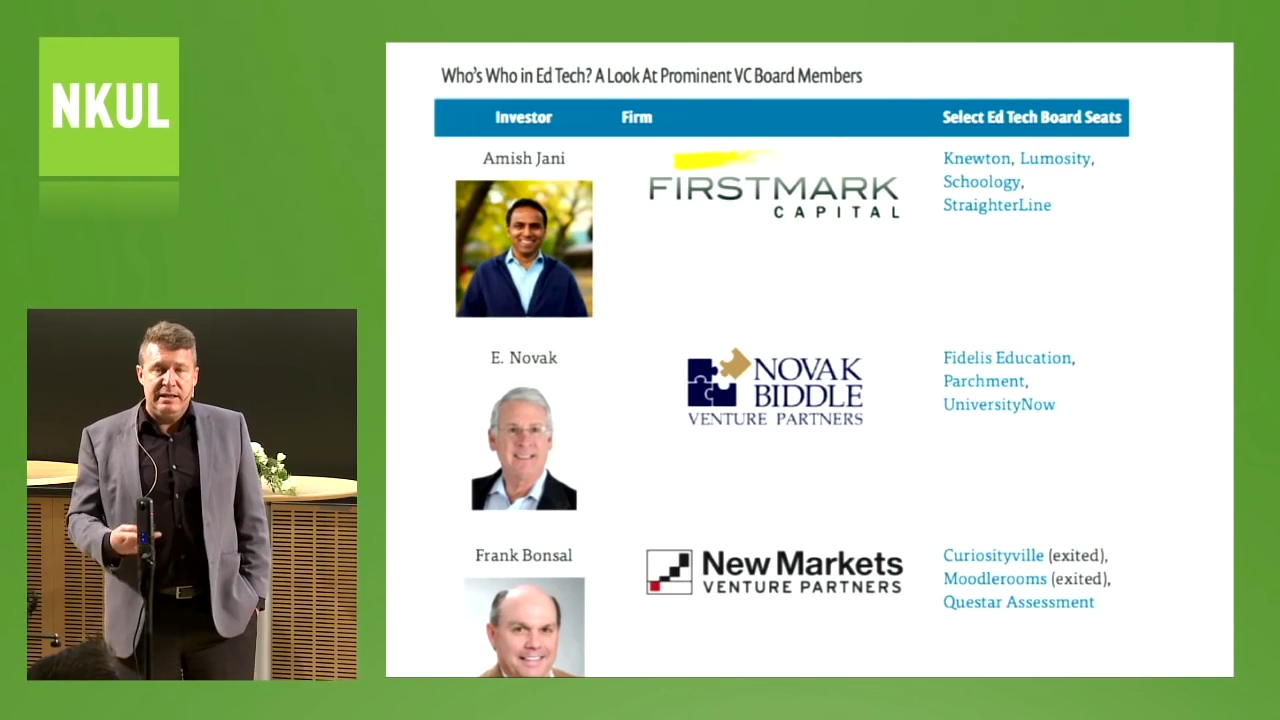 NKUL
Who's Who in Ed Tech? A Look At Prominent VC Board Members
Investor Firm Select Ed Tech Board Seats
Amish Jani
FIRSTMARK
CAPITAL
Knewton, Lumosity,
Schoology,
StraighterLine
E. Novak
NOVAK
BIDDLE
VENTURE PARTNERS
Fidelis Education,
Parchment,
UniversityNow
Frank Bonsal
New Markets
VENTURE PARTNERS
Curiosityville (exited),
Moodlerooms (exited),
Questar Assessment